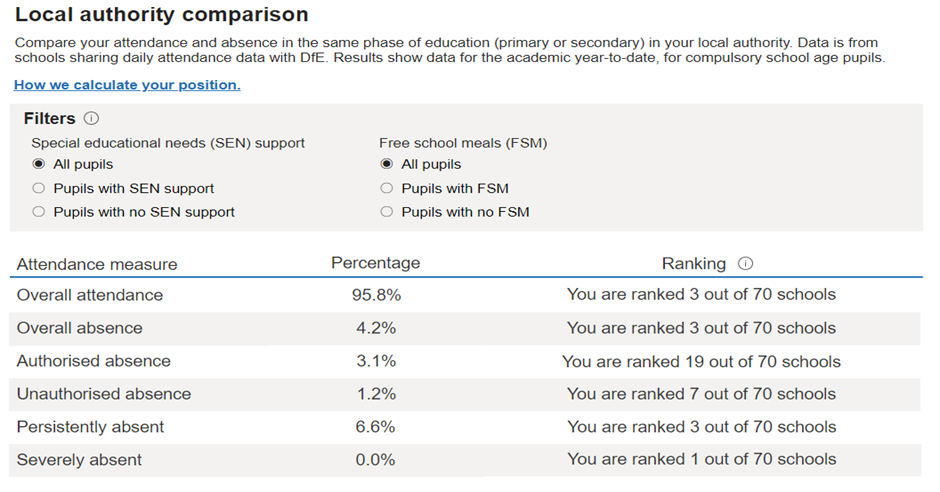 Local authority comparison
Compare your attendance and absence in the same phase of education (primary or secondary) in your local authority. Data is from
schools sharing daily attendance data with DfE. Results show data for the academic year-to-date, for compulsory school age pupils.
How we calculate your position.
Filters
Special educational needs (SEN) support Free school meals (FSM)
All pupils All pupils
Pupils with SEN support Pupils with FSM
Pupils with no SEN support Pupils with no FSM
Attendance measure Percentage Ranking
Overall attendance 95.8% You are ranked 3 out of 70 schools
Overall absence 4.2% You are ranked 3 out of 70 schools
Authorised absence 3.1% You are ranked 19 out of 70 schools
Unauthorised absence 1.2% You are ranked 7 out of 70 schools
Persistently absent 6.6% You are ranked 3 out of 70 schools
Severely absent 0.0% You are ranked 1 out of 70 schools